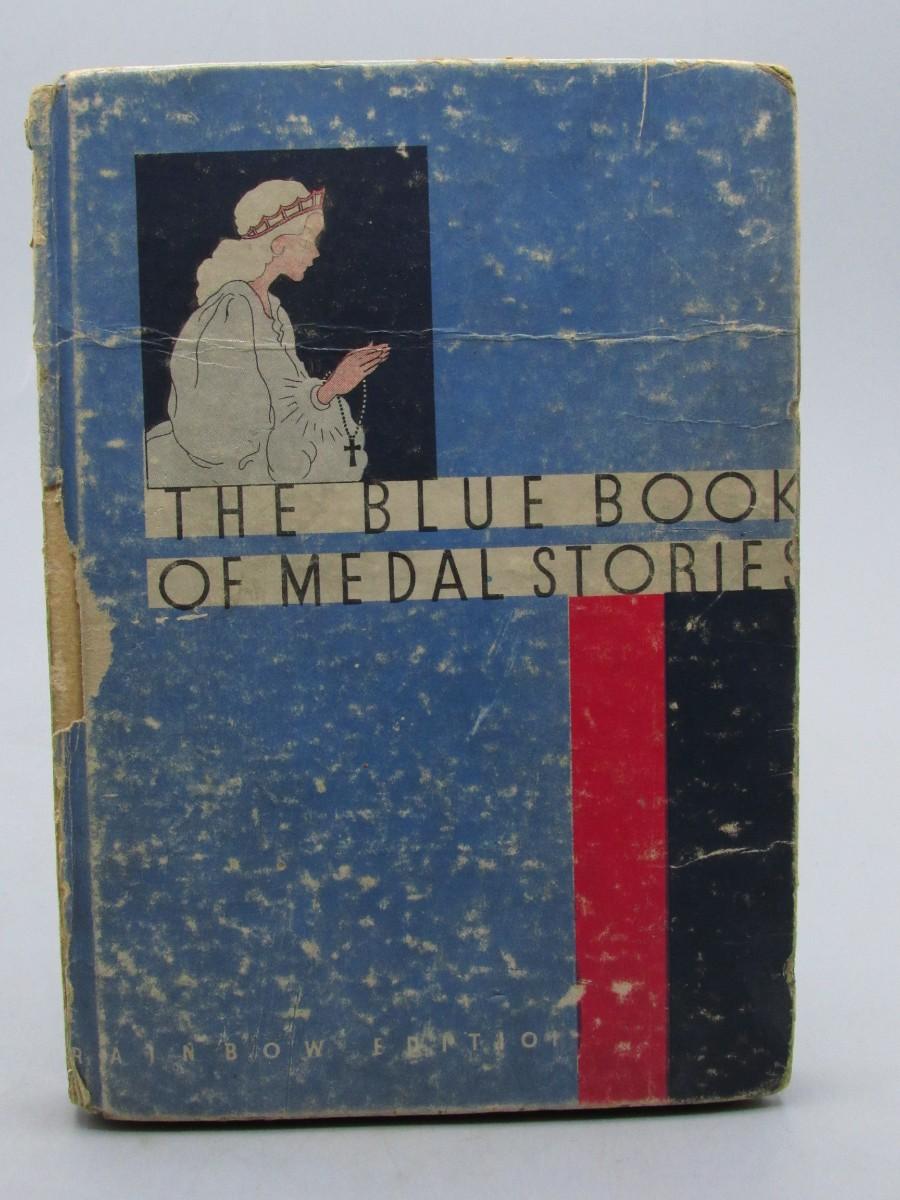 THE BLUE BOOK
OF MEDAL STORIES
RAINBOW EDITION